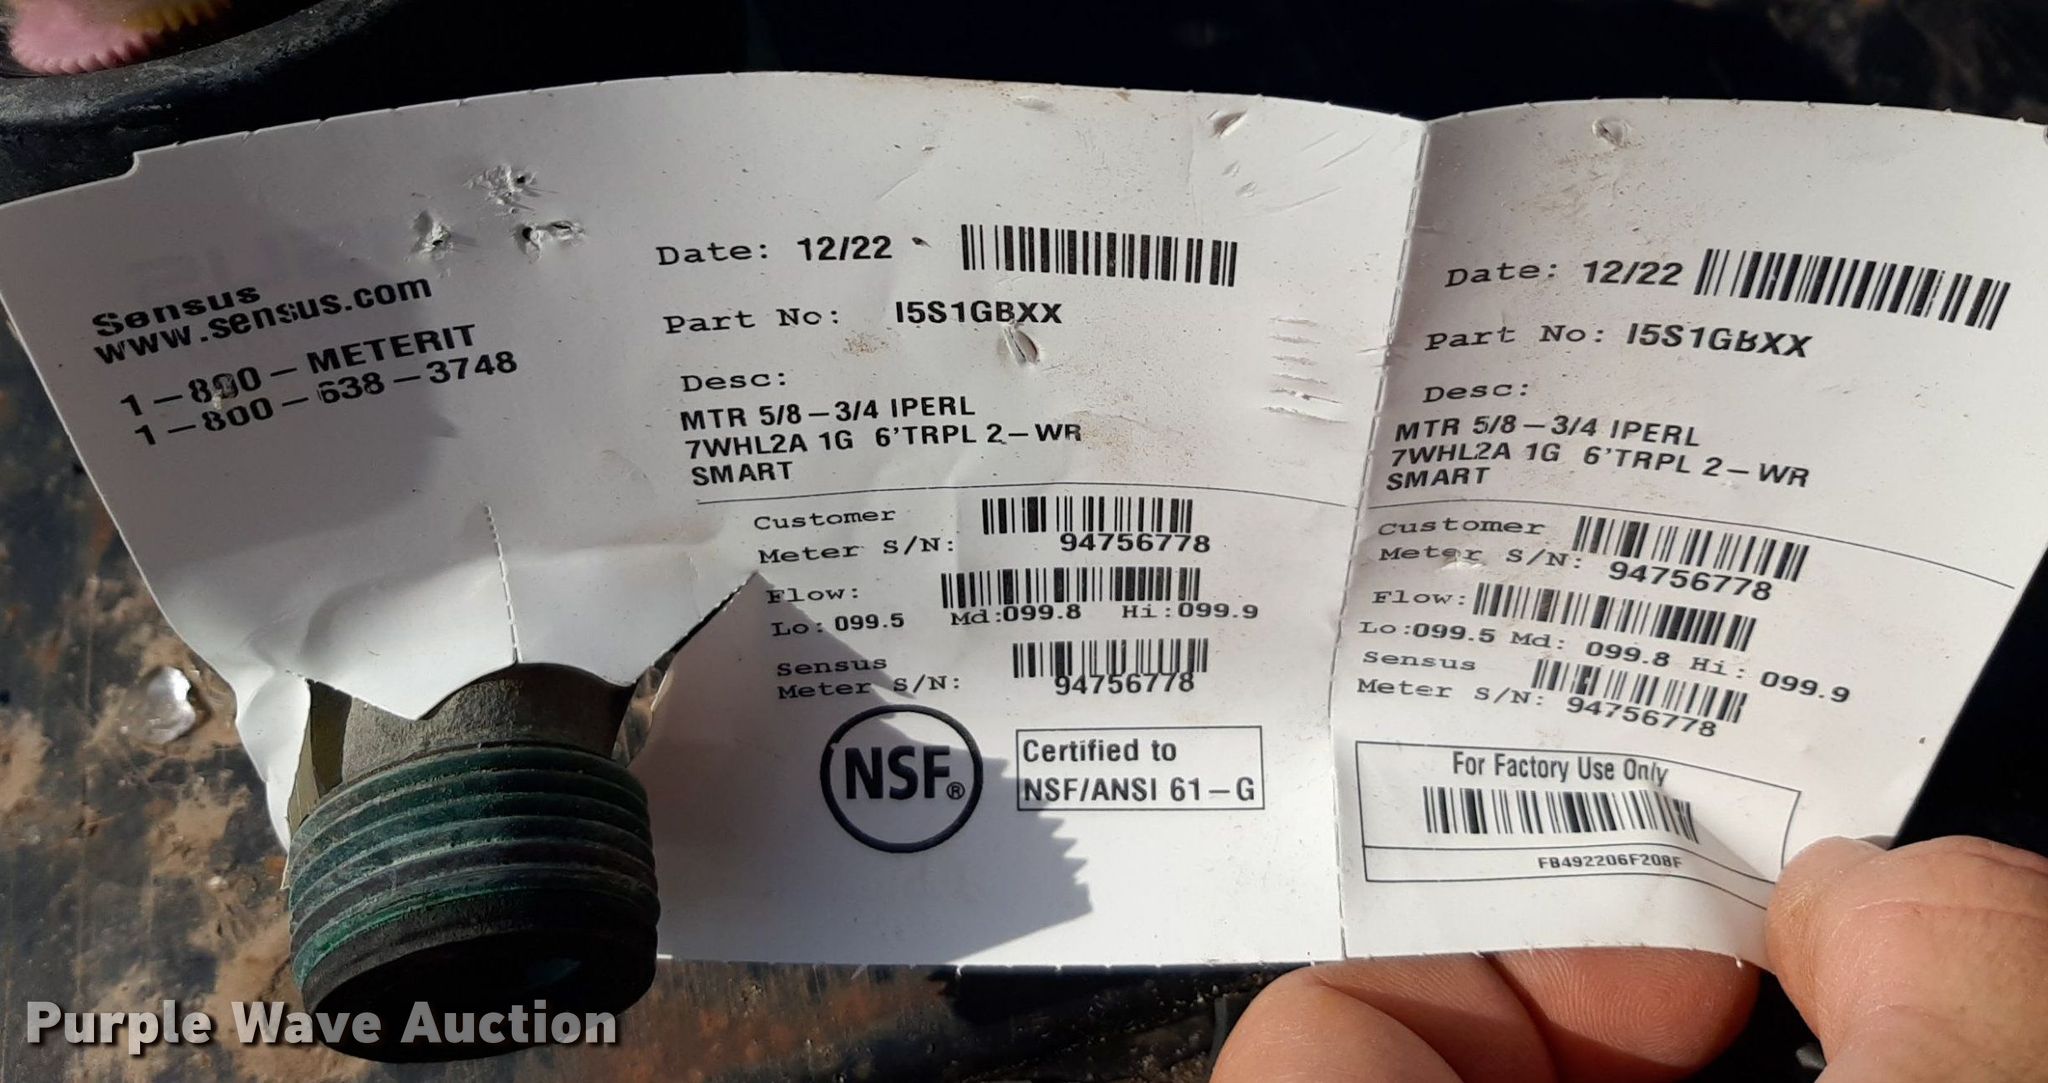 Sensus
www.sensus.com
1-800-METERIT
1-800-638-3748
Date: 12/22
Part No: I5S1GBXX
Desc:
MTR 5/8-3/4 IPERL
7WHL2A 1G 6'TRPL 2-WR
SMART
Customer
Meter S/N: 94756778
Flow:
Lo:099.5 Md:099.8 Hi:099.9
Sensus
Meter S/N: 94756778
NSF®
Certified to
NSF/ANSI 61-G
Date: 12/22
Part No: I5S1GBXX
Desc:
MTR 5/8-3/4 IPERL
7WHL2A 1G 6'TRPL 2-WR
SMART
Customer
Meter S/N: 94756778
Flow:
Lo:099.5 Md: 099.8 Hi: 099.9
Sensus
Meter S/N: 94756778
For Factory Use Only
FB492206F208F
Purple Wave Auction